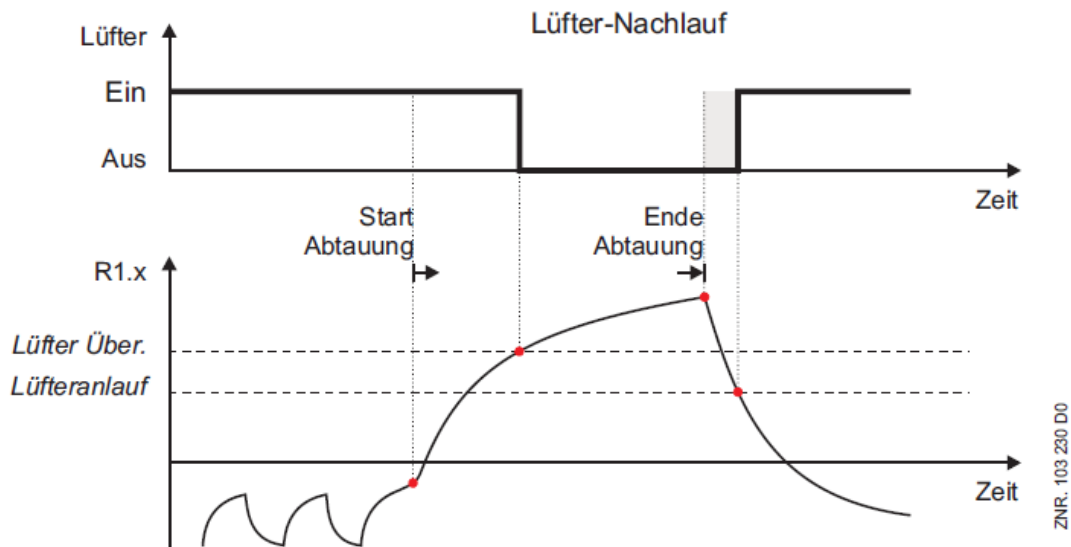 Lüfter-Nachlauf
Lüfter
Ein
Aus
Zeit
Start
Abtauung
Ende
Abtauung
R1.x
Lüfter Über.
Lüfteranlauf
Zeit
ZNR. 103 230 D0